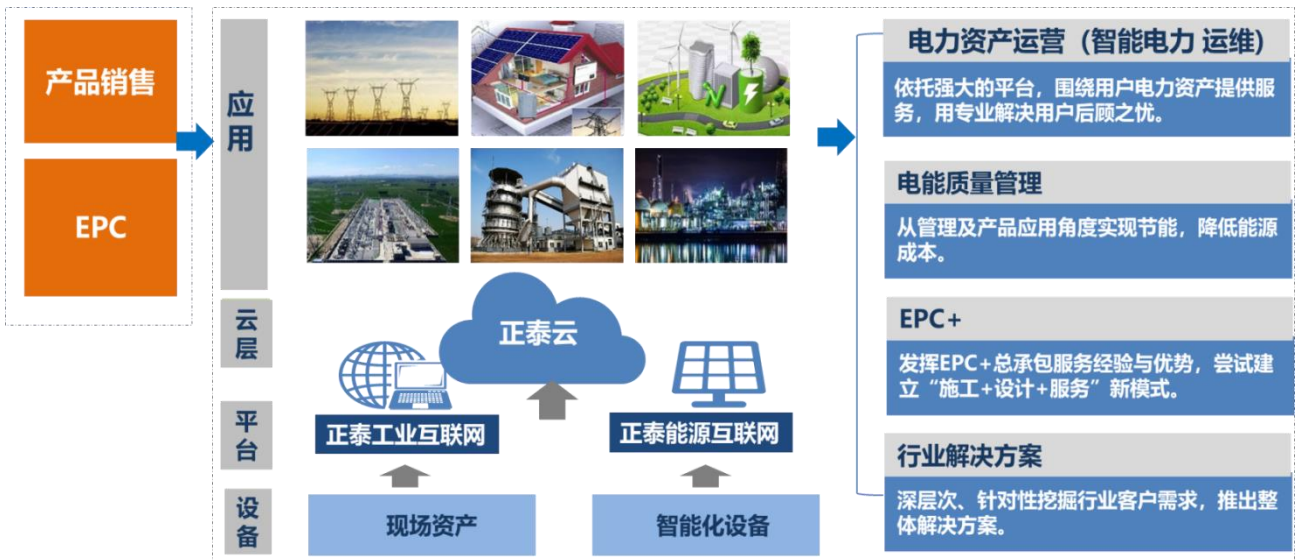 产品销售
EPC
应用
云层
平台
设备
正泰云
正泰工业互联网
正泰能源互联网
现场资产
智能化设备
电力资产运营（智能电力 运维）
依托强大的平台，围绕用户电力资产提供服
务，用专业解决用户后顾之忧。
电能质量管理
从管理及产品应用角度实现节能，降低能源
成本。
EPC+
发挥EPC+总承包服务经验与优势，尝试建
立“施工+设计+服务”新模式。
行业解决方案
深层次、针对性挖掘行业客户需求，推出整
体解决方案。